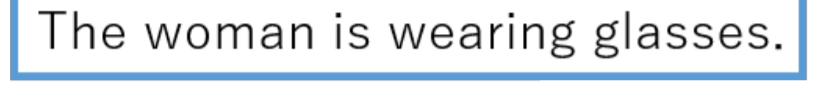 The woman is wearing glasses.